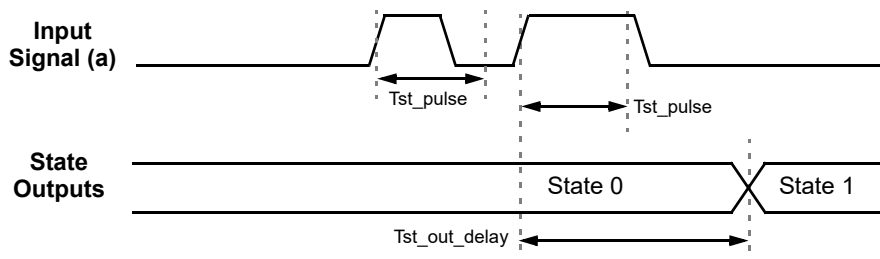 Input
Signal (a)
Tst_pulse
Tst_pulse
State
Outputs
State 0
State 1
Tst_out_delay